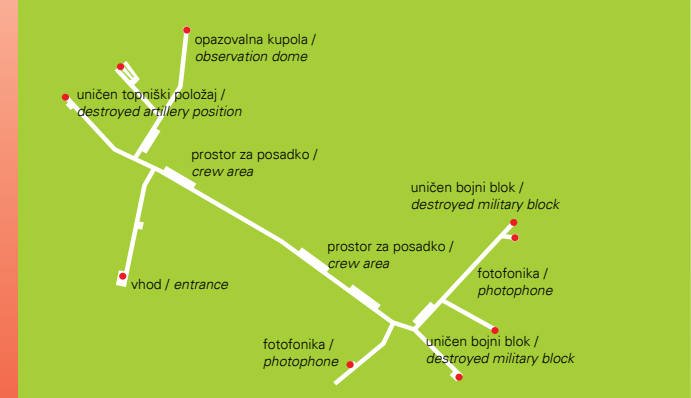 opazovalna kupola /
observation dome
uničen topniški položaj /
destroyed artillery position
prostor za posadko /
crew area
uničen bojni blok /
destroyed military block
prostor za posadko /
crew area
fotofonika /
photophone
vhod / entrance
uničen bojni blok /
destroyed military block
fotofonika /
photophone